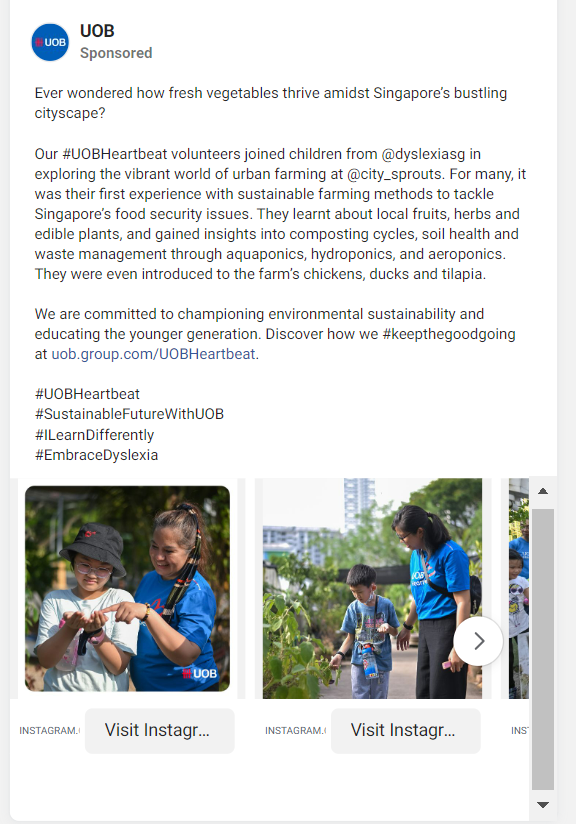 UOB
UOB
Sponsored
Ever wondered how fresh vegetables thrive amidst Singapore's bustling
cityscape?
Our #UOBHeartbeat volunteers joined children from @dyslexiasg in
exploring the vibrant world of urban farming at @city_sprouts. For many, it
was their first experience with sustainable farming methods to tackle
Singapore's food security issues. They learnt about local fruits, herbs and
edible plants, and gained insights into composting cycles, soil health and
waste management through aquaponics, hydroponics, and aeroponics.
They were even introduced to the farm's chickens, ducks and tilapia.
We are committed to championing environmental sustainability and
educating the younger generation. Discover how we #keepthegoodgoing
at uob.group.com/UOBHeartbeat.
#UOBHeartbeat
#SustainableFutureWithUOB
#ILearnDifferently
#EmbraceDyslexia
UOB
UOB
INSTAGRAM.
Visit Instagr...
INSTAGRAM.
Visit Instagr...
INS